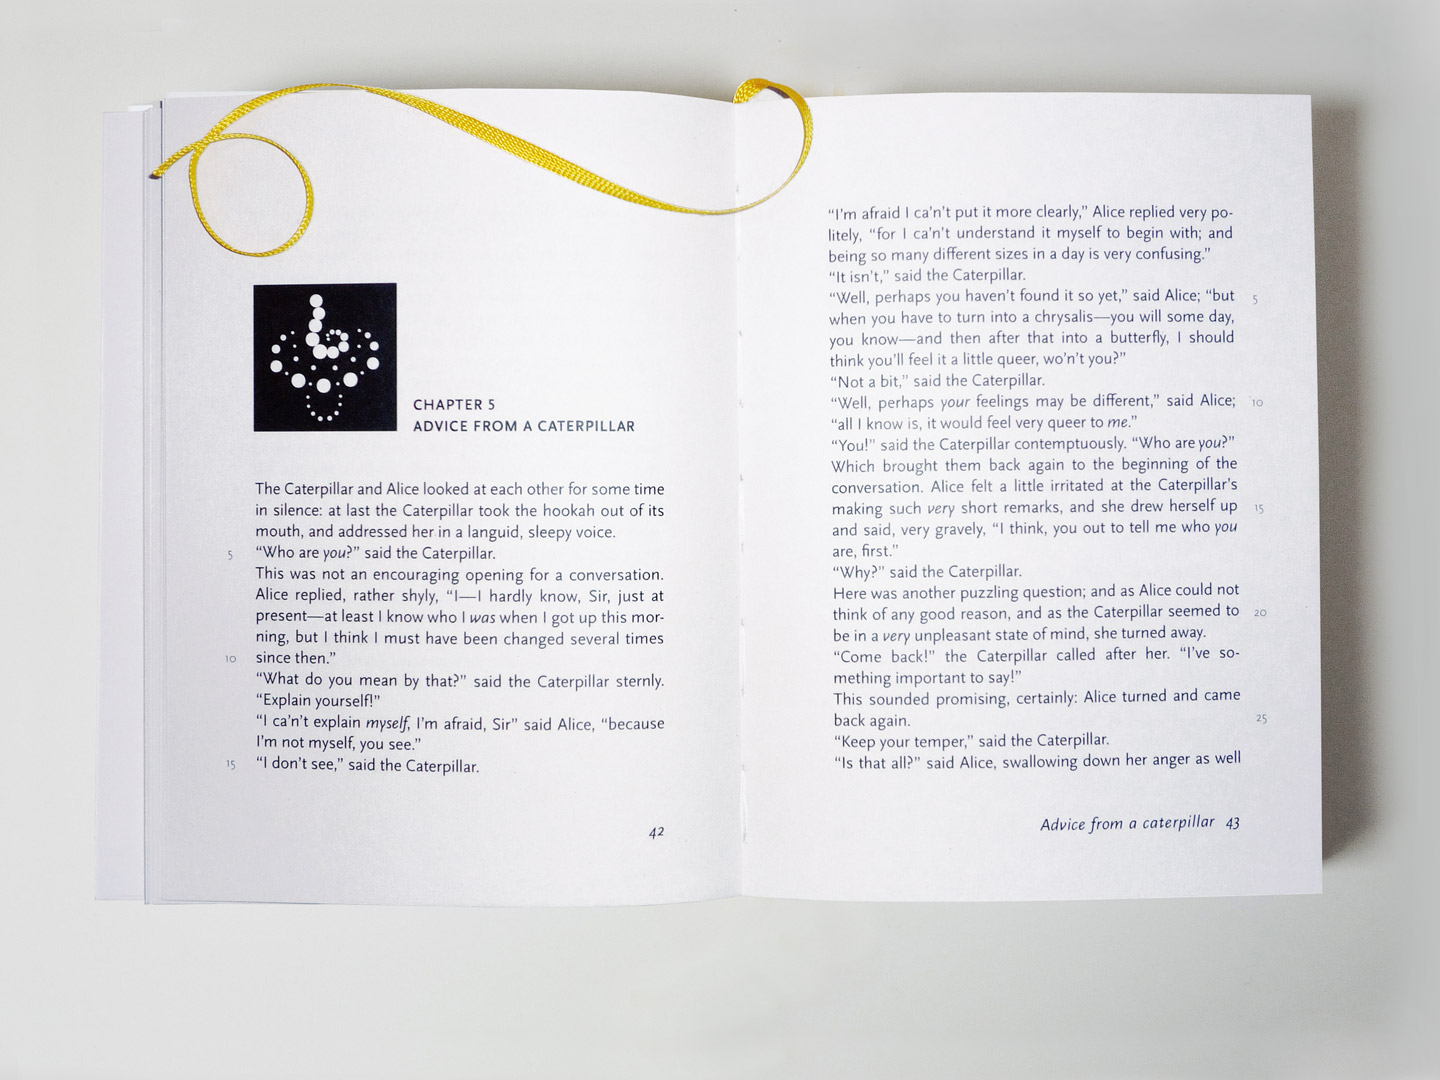 CHAPTER 5
ADVICE FROM A CATERPILLAR
The Caterpillar and Alice looked at each other for some time
in silence: at last the Caterpillar took the hookah out of its
mouth, and addressed her in a languid, sleepy voice.
5 “Who are you?” said the Caterpillar.
This was not an encouraging opening for a conversation.
Alice replied, rather shyly, “I—I hardly know, Sir, just at
present—at least I know who I was when I got up this mor-
ning, but I think I must have been changed several times
10 since then.”
“What do you mean by that?” said the Caterpillar sternly.
“Explain yourself!”
“I ca’n’t explain myself, I’m afraid, Sir” said Alice, “because
I’m not myself, you see.”
15 “I don’t see,” said the Caterpillar.
42
“I’m afraid I ca’n’t put it more clearly,” Alice replied very po-
litely, “for I ca’n’t understand it myself to begin with; and
being so many different sizes in a day is very confusing.”
“It isn’t,” said the Caterpillar.
“Well, perhaps you haven’t found it so yet,” said Alice; “but 5
when you have to turn into a chrysalis—you will some day,
you know—and then after that into a butterfly, I should
think you’ll feel it a little queer, wo’n’t you?”
“Not a bit,” said the Caterpillar.
“Well, perhaps your feelings may be different,” said Alice; 10
“all I know is, it would feel very queer to me.”
“You!” said the Caterpillar contemptuously. “Who are you?”
Which brought them back again to the beginning of the
conversation. Alice felt a little irritated at the Caterpillar’s
making such very short remarks, and she drew herself up 15
and said, very gravely, “I think, you out to tell me who you
are, first.”
“Why?” said the Caterpillar.
Here was another puzzling question; and as Alice could not
think of any good reason, and as the Caterpillar seemed to 20
be in a very unpleasant state of mind, she turned away.
“Come back!” the Caterpillar called after her. “I’ve so-
mething important to say!”
This sounded promising, certainly: Alice turned and came
back again. 25
“Keep your temper,” said the Caterpillar.
“Is that all?” said Alice, swallowing down her anger as well
Advice from a caterpillar 43